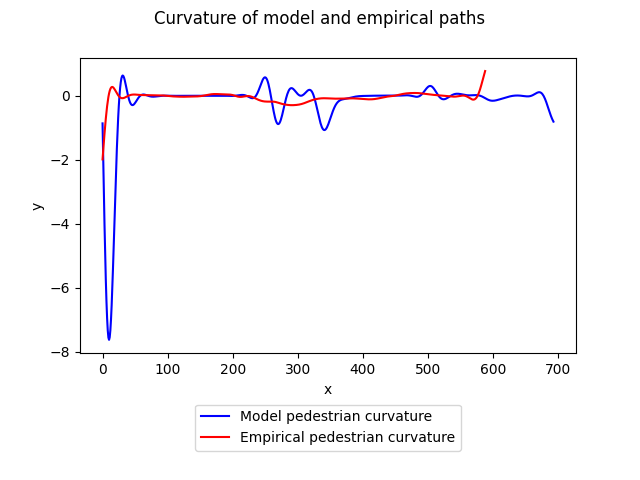 Curvature of model and empirical paths
0
−2
−4
−6
−8
y
0 100 200 300 400 500 600 700
x
Model pedestrian curvature
Empirical pedestrian curvature